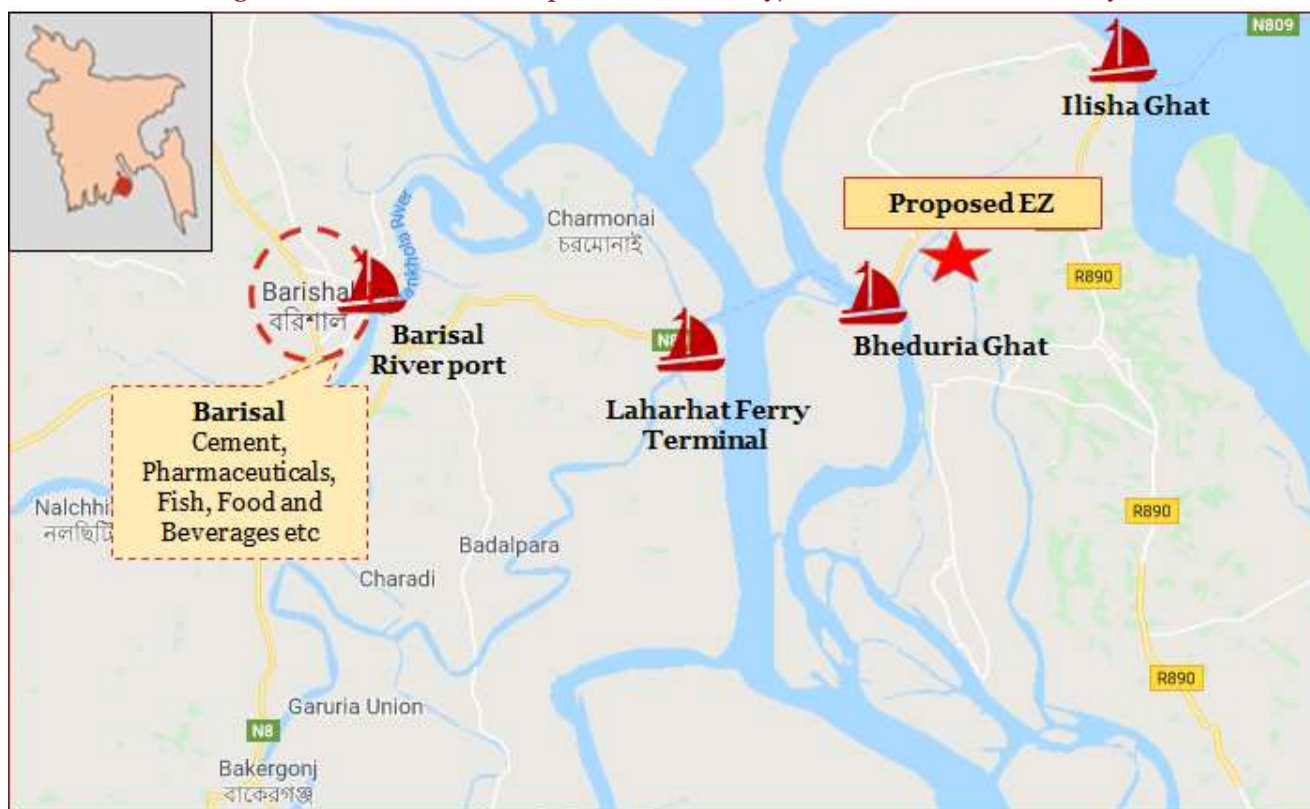 N809
Ilisha Ghat
Proposed EZ
Charmonai
চরমোনাই
R890
Barishal
বরিশাল
Barisal
River port
Bheduria Ghat
Laharhat Ferry
Terminal
Barisal
Cement,
Pharmaceuticals,
Fish, Food and
Beverages etc
Nalchhi
নলছিটি
Badalpara
R890
Charadi
R890
Garuria Union
N8
Bakergonj
বাকেরগঞ্জ
River